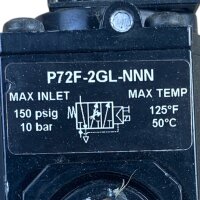 P72F-2GL-NNN
MAX INLET MAX TEMP
150 psig 125°F
10 bar 50°C